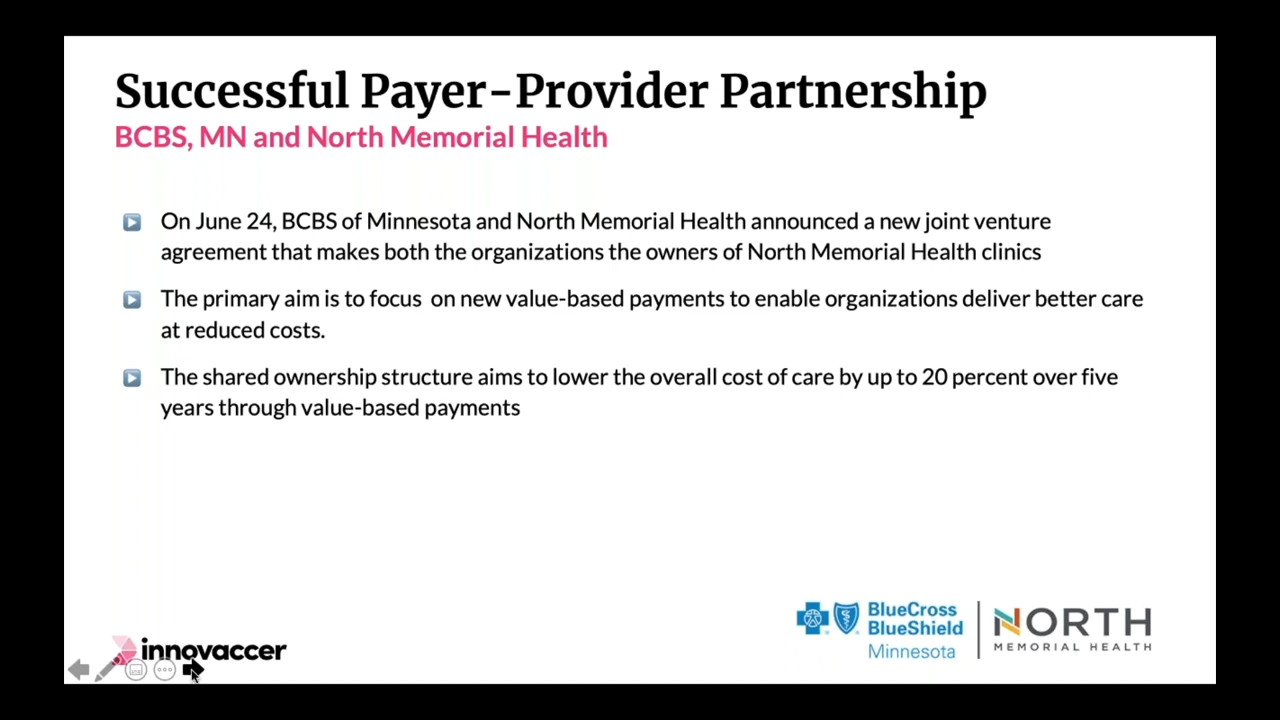 Successful Payer-Provider Partnership
BCBS, MN and North Memorial Health
On June 24, BCBS of Minnesota and North Memorial Health announced a new joint venture
agreement that makes both the organizations the owners of North Memorial Health clinics
The primary aim is to focus on new value-based payments to enable organizations deliver better care
at reduced costs.
The shared ownership structure aims to lower the overall cost of care by up to 20 percent over five
years through value-based payments
innovaccer
BlueCross
BlueShield
Minnesota
NORTH
MEMORIAL HEALTH